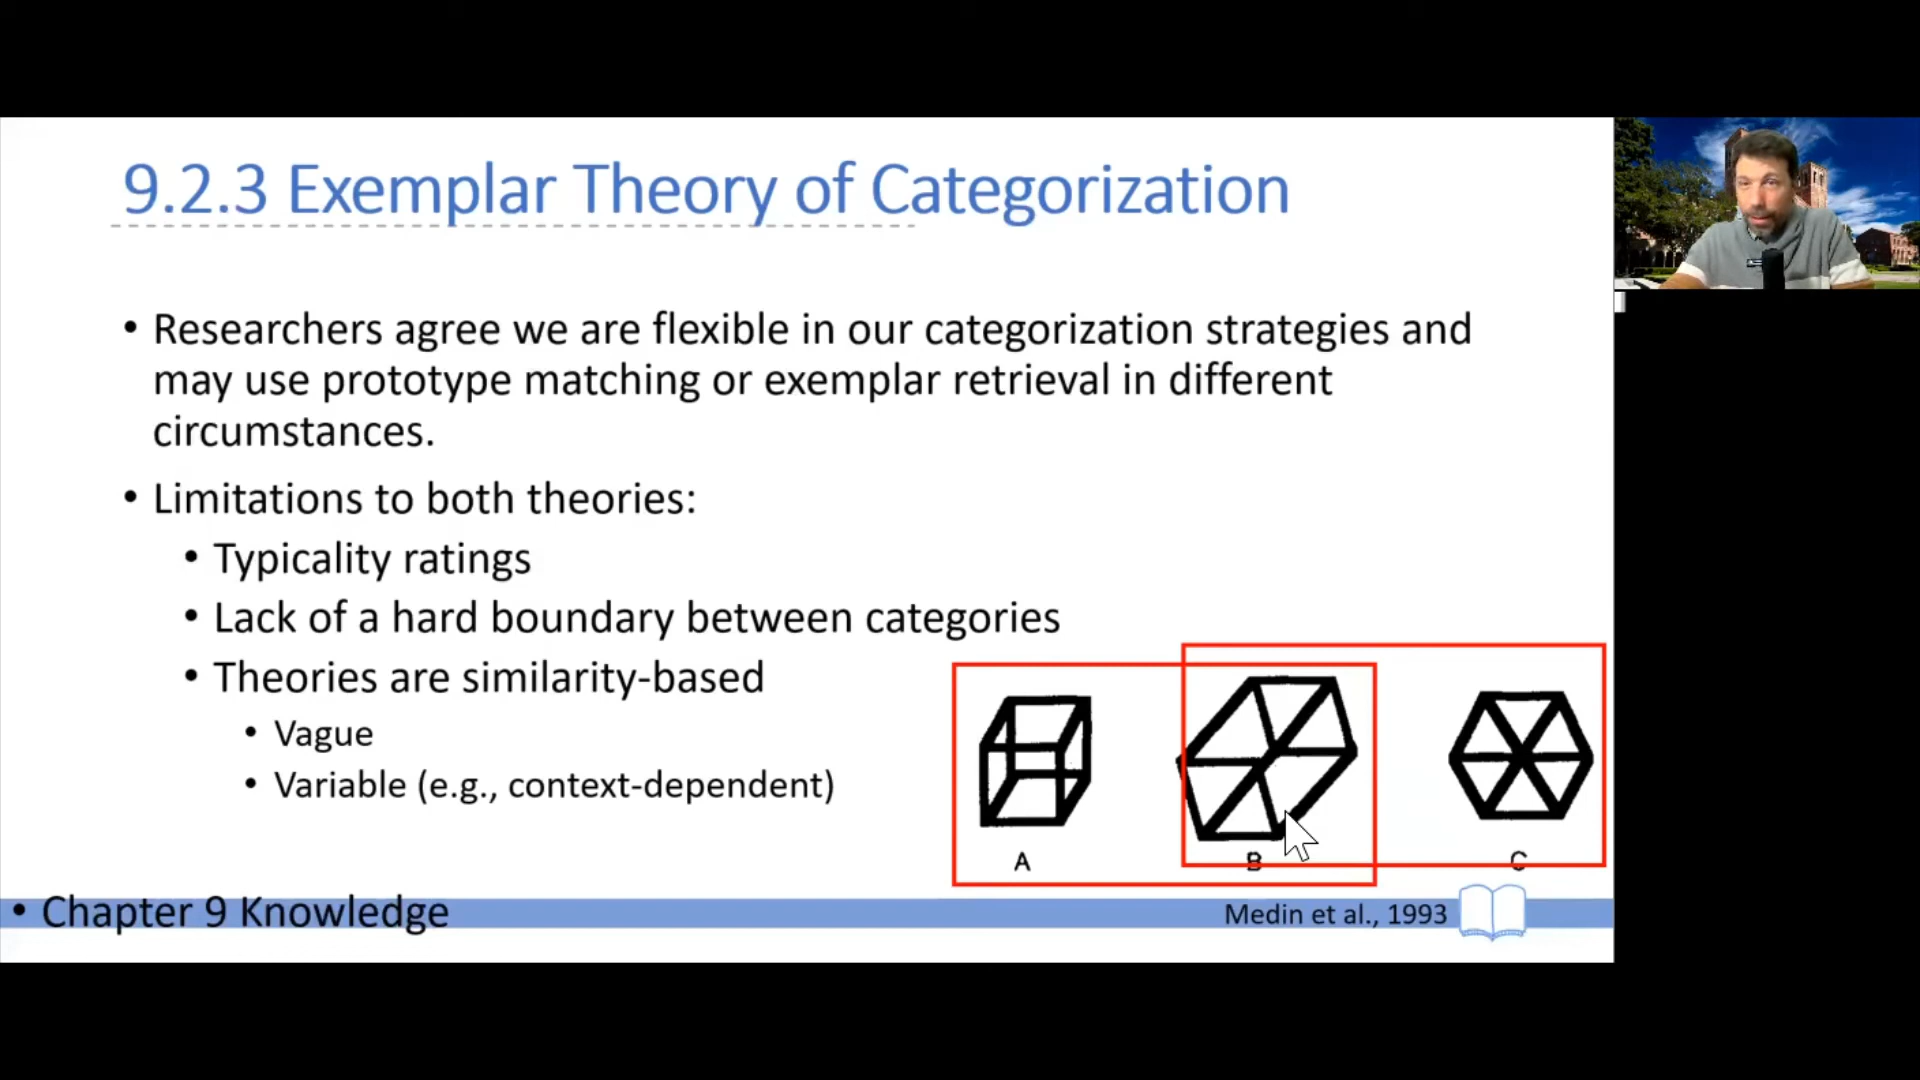 9.2.3 Exemplar Theory of Categorization
• Researchers agree we are flexible in our categorization strategies and
may use prototype matching or exemplar retrieval in different
circumstances.
• Limitations to both theories:
• Typicality ratings
• Lack of a hard boundary between categories
• Theories are similarity-based
• Vague
• Variable (e.g., context-dependent)
A B C
• Chapter 9 Knowledge
Medin et al., 1993